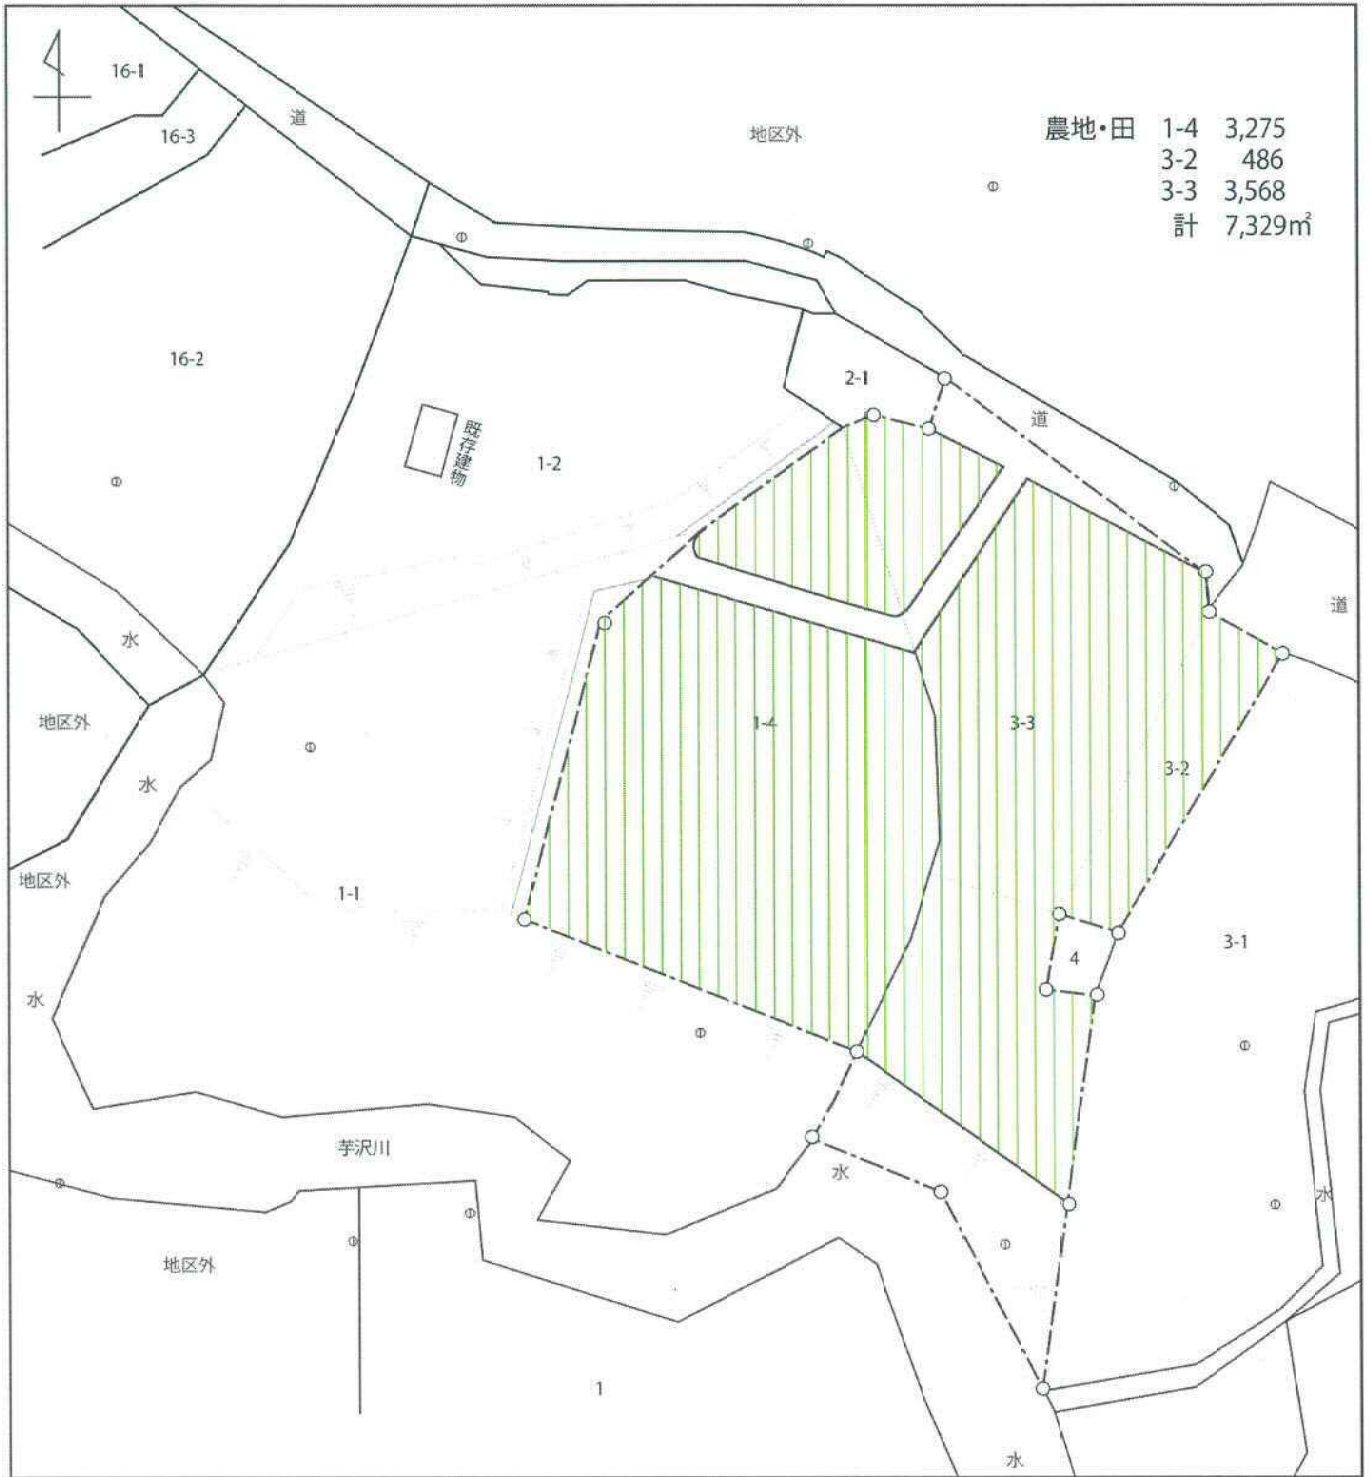 16-1
道
16-3
地区外
農地・田 1-4 3,275
3-2 486
3-3 3,568
計 7,329㎡
16-2
2-1
道
既存建物
1-2
道
水
地区外
1-4
3-3
3-2
水
地区外
1-1
3-1
4
水
芋沢川
水
水
地区外
1
水